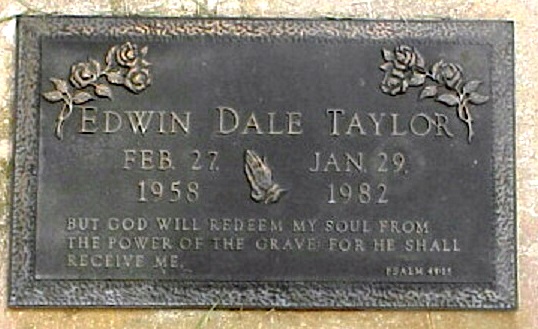 EDWIN DALE TAYLOR
FEB. 27, JAN. 29,
1958 1982
BUT GOD WILL REDEEM MY SOUL FROM
THE POWER OF THE GRAVE: FOR HE SHALL
RECEIVE ME.
PSALM 49:15